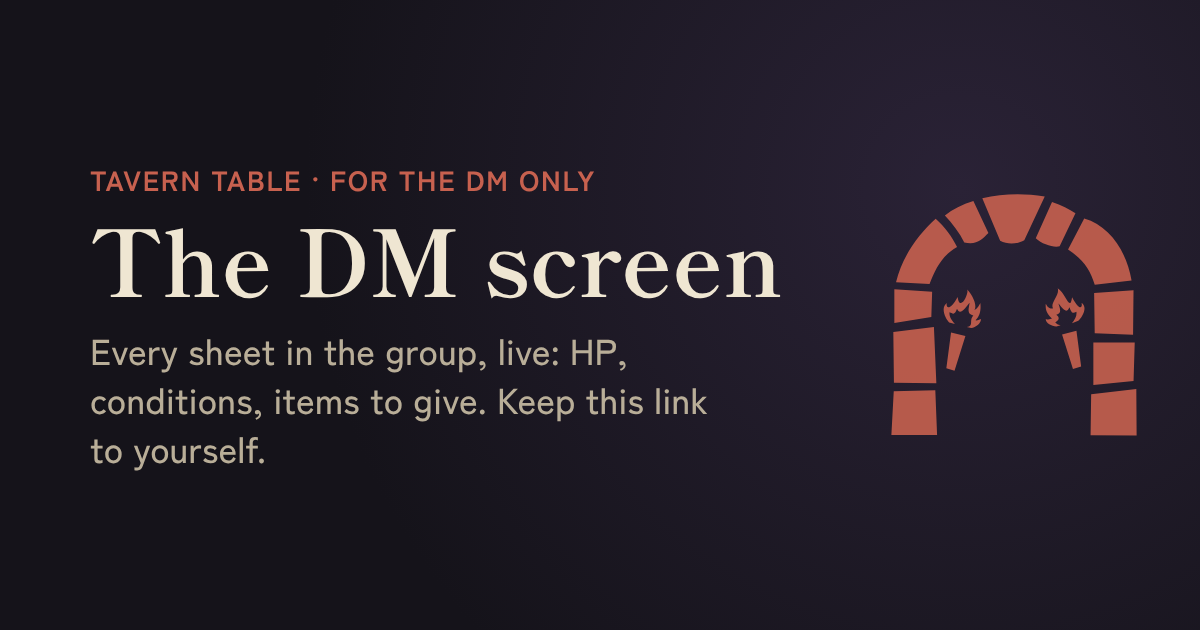 TAVERN TABLE · FOR THE DM ONLY
The DM screen
Every sheet in the group, live: HP,
conditions, items to give. Keep this link
to yourself.